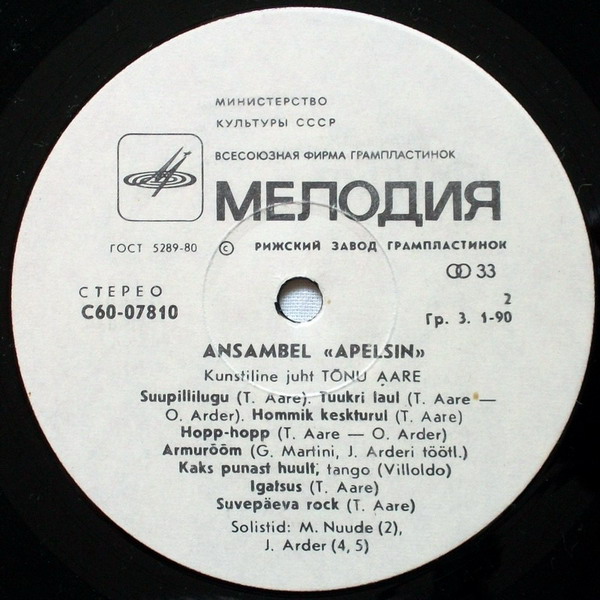 МИНИСТЕРСТВО
КУЛЬТУРЫ СССР
ВСЕСОЮЗНАЯ ФИРМА ГРАМПЛАСТИНОК
МЕЛОДИЯ
ГОСТ 5289-80 © РИЖСКИЙ ЗАВОД ГРАМПЛАСТИНОК
33
СТЕРЕО
2
С60-07810
Гр. 3. 1-90
ANSAMBEL «APELSIN»
Kunstiline juht TÕNU AARE
Suupillilugu (T. Aare). Tuukri laul (T. Aare —
O. Arder). Hommik keskturul (T. Aare)
Hopp-hopp (T. Aare — O. Arder)
Armurõõm (G. Martini, J. Arderi töötl.)
Kaks punast huult, tango (Villoldo)
Igatsus (T. Aare)
Suvepäeva rock (T. Aare)
Solistid: M. Nuude (2),
J. Arder (4, 5)